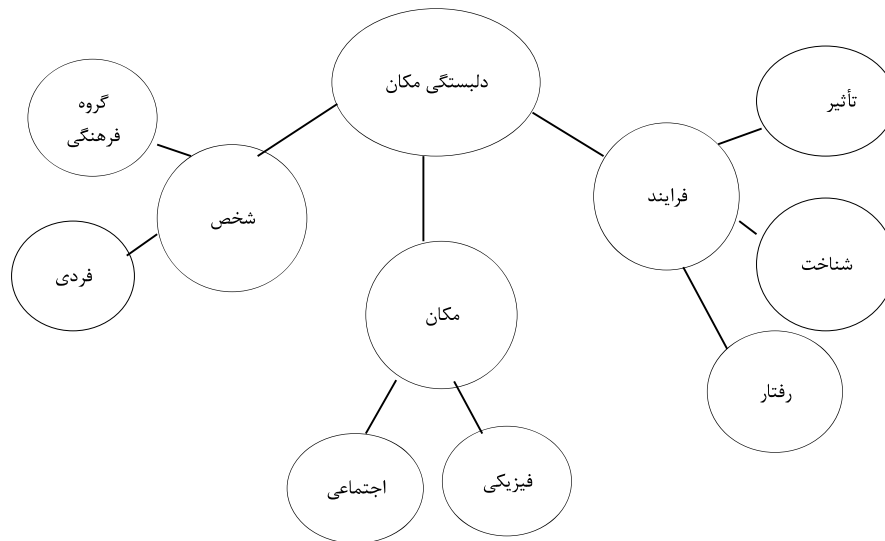 دلبستگی مکان
تأثیر
گروه
فرهنگی
فرایند
شخص
شناخت
فردی
مکان
رفتار
فیزیکی
اجتماعی